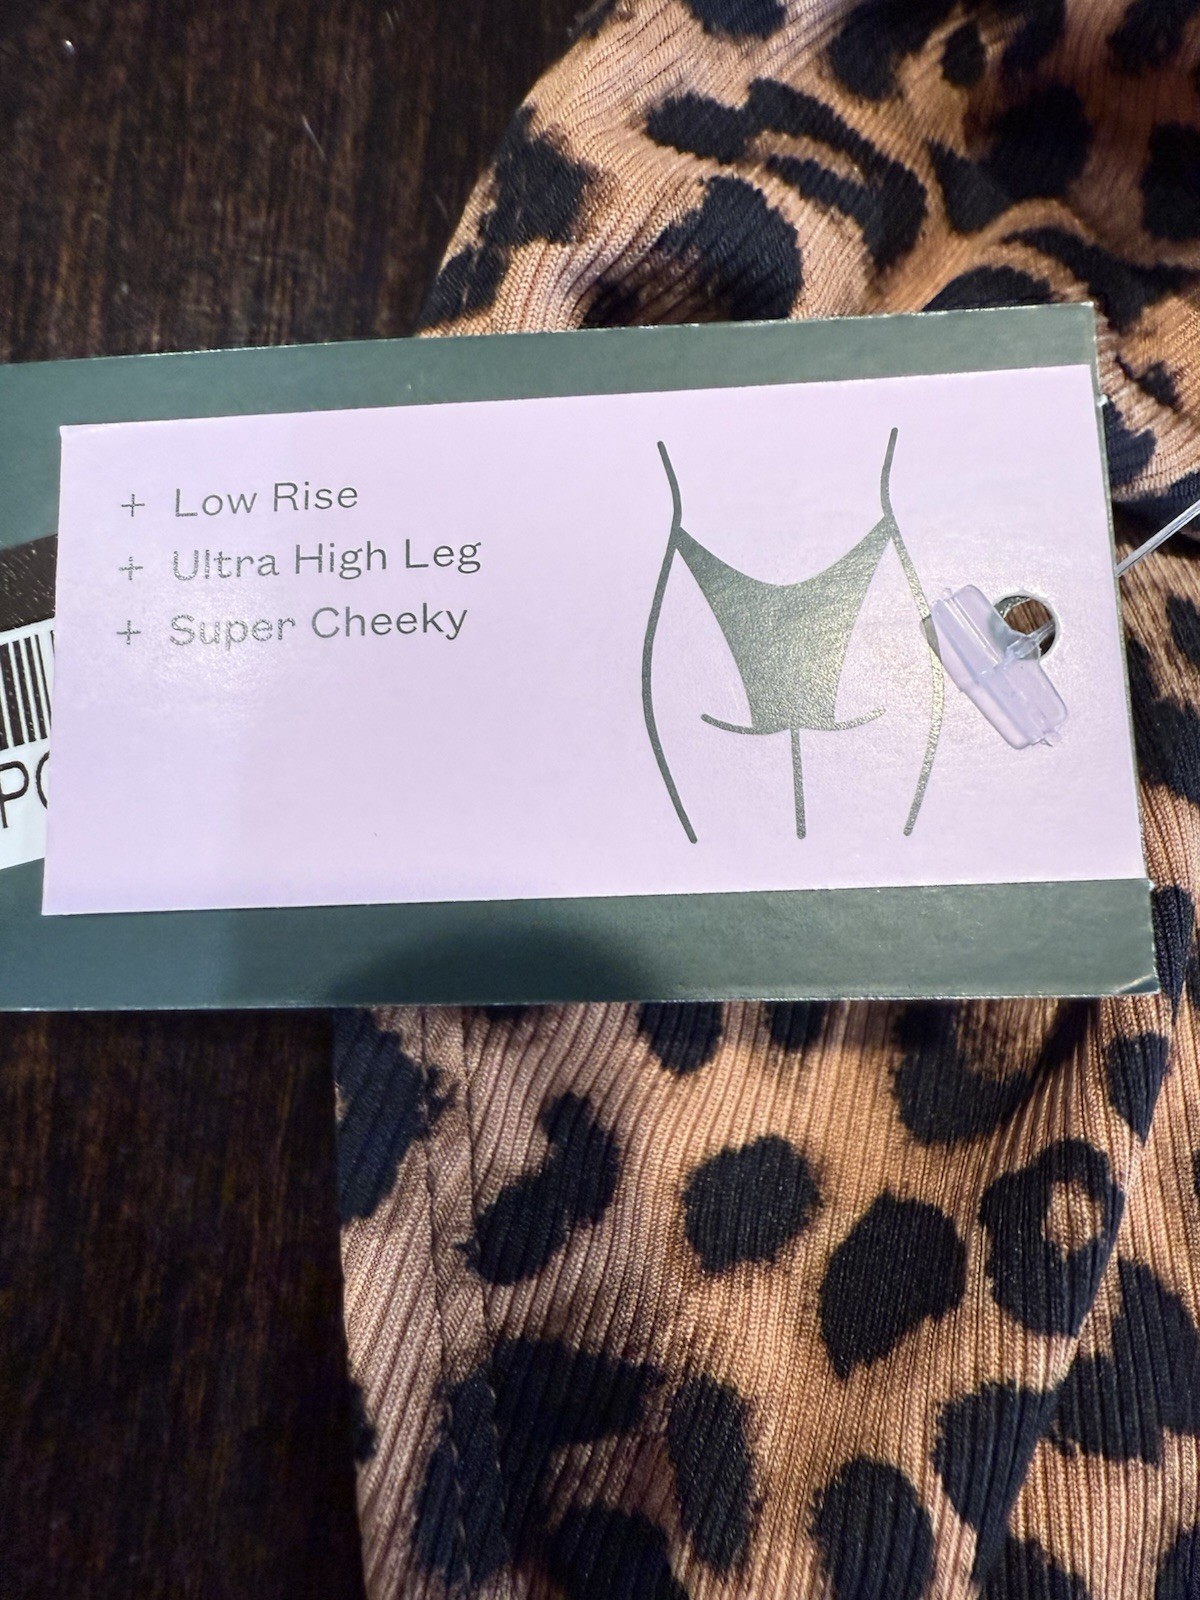 + Low Rise
+ Ultra High Leg
+ Super Cheeky